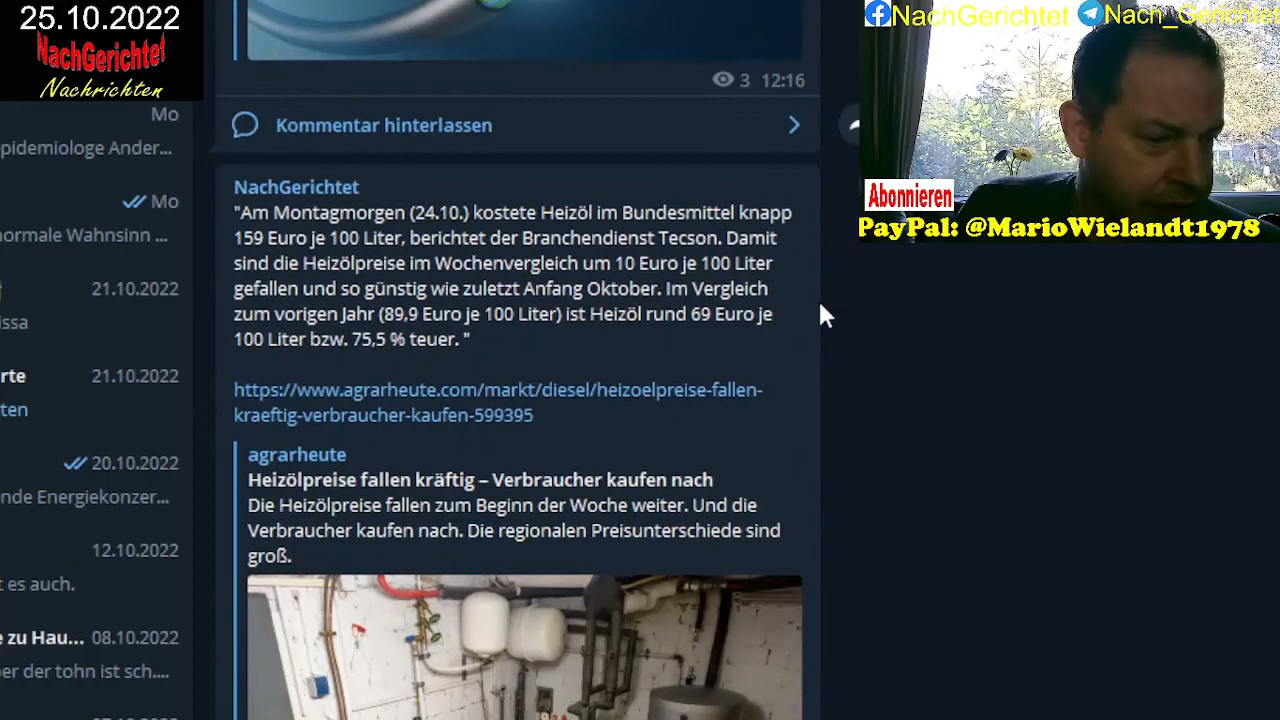 25.10.2022
NachGerichtet
Nachrichten
NachGerichtet Nach_Gerichtet
Abonnieren
PayPal: @MarioWielandt1978
Mo
pidemiologe Ander...
Mo
normale Wahnsinn ...
21.10.2022
issa
rte 21.10.2022
ten
20.10.2022
nde Energiekonzer...
12.10.2022
t es auch.
e zu Hau... 08.10.2022
er der tohn ist sch....
3 12:16
Kommentar hinterlassen
NachGerichtet
"Am Montagmorgen (24.10.) kostete Heizöl im Bundesmittel knapp
159 Euro je 100 Liter, berichtet der Branchendienst Tecson. Damit
sind die Heizölpreise im Wochenvergleich um 10 Euro je 100 Liter
gefallen und so günstig wie zuletzt Anfang Oktober. Im Vergleich
zum vorigen Jahr (89,9 Euro je 100 Liter) ist Heizöl rund 69 Euro je
100 Liter bzw. 75,5 % teuer. "
https://www.agrarheute.com/markt/diesel/heizoelpreise-fallen-
kraeftig-verbraucher-kaufen-599395
agrarheute
Heizölpreise fallen kräftig – Verbraucher kaufen nach
Die Heizölpreise fallen zum Beginn der Woche weiter. Und die
Verbraucher kaufen nach. Die regionalen Preisunterschiede sind
groß.